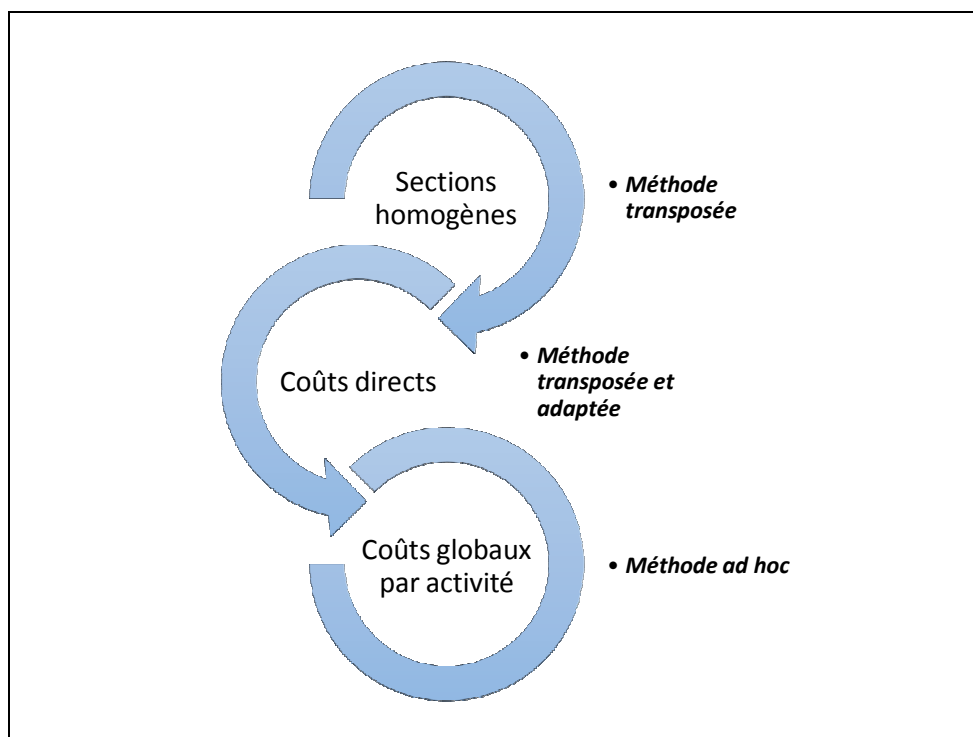 Sections
homogènes
• Méthode
transposée
Coûts directs
• Méthode
transposée et
adaptée
Coûts globaux
par activité
• Méthode ad hoc